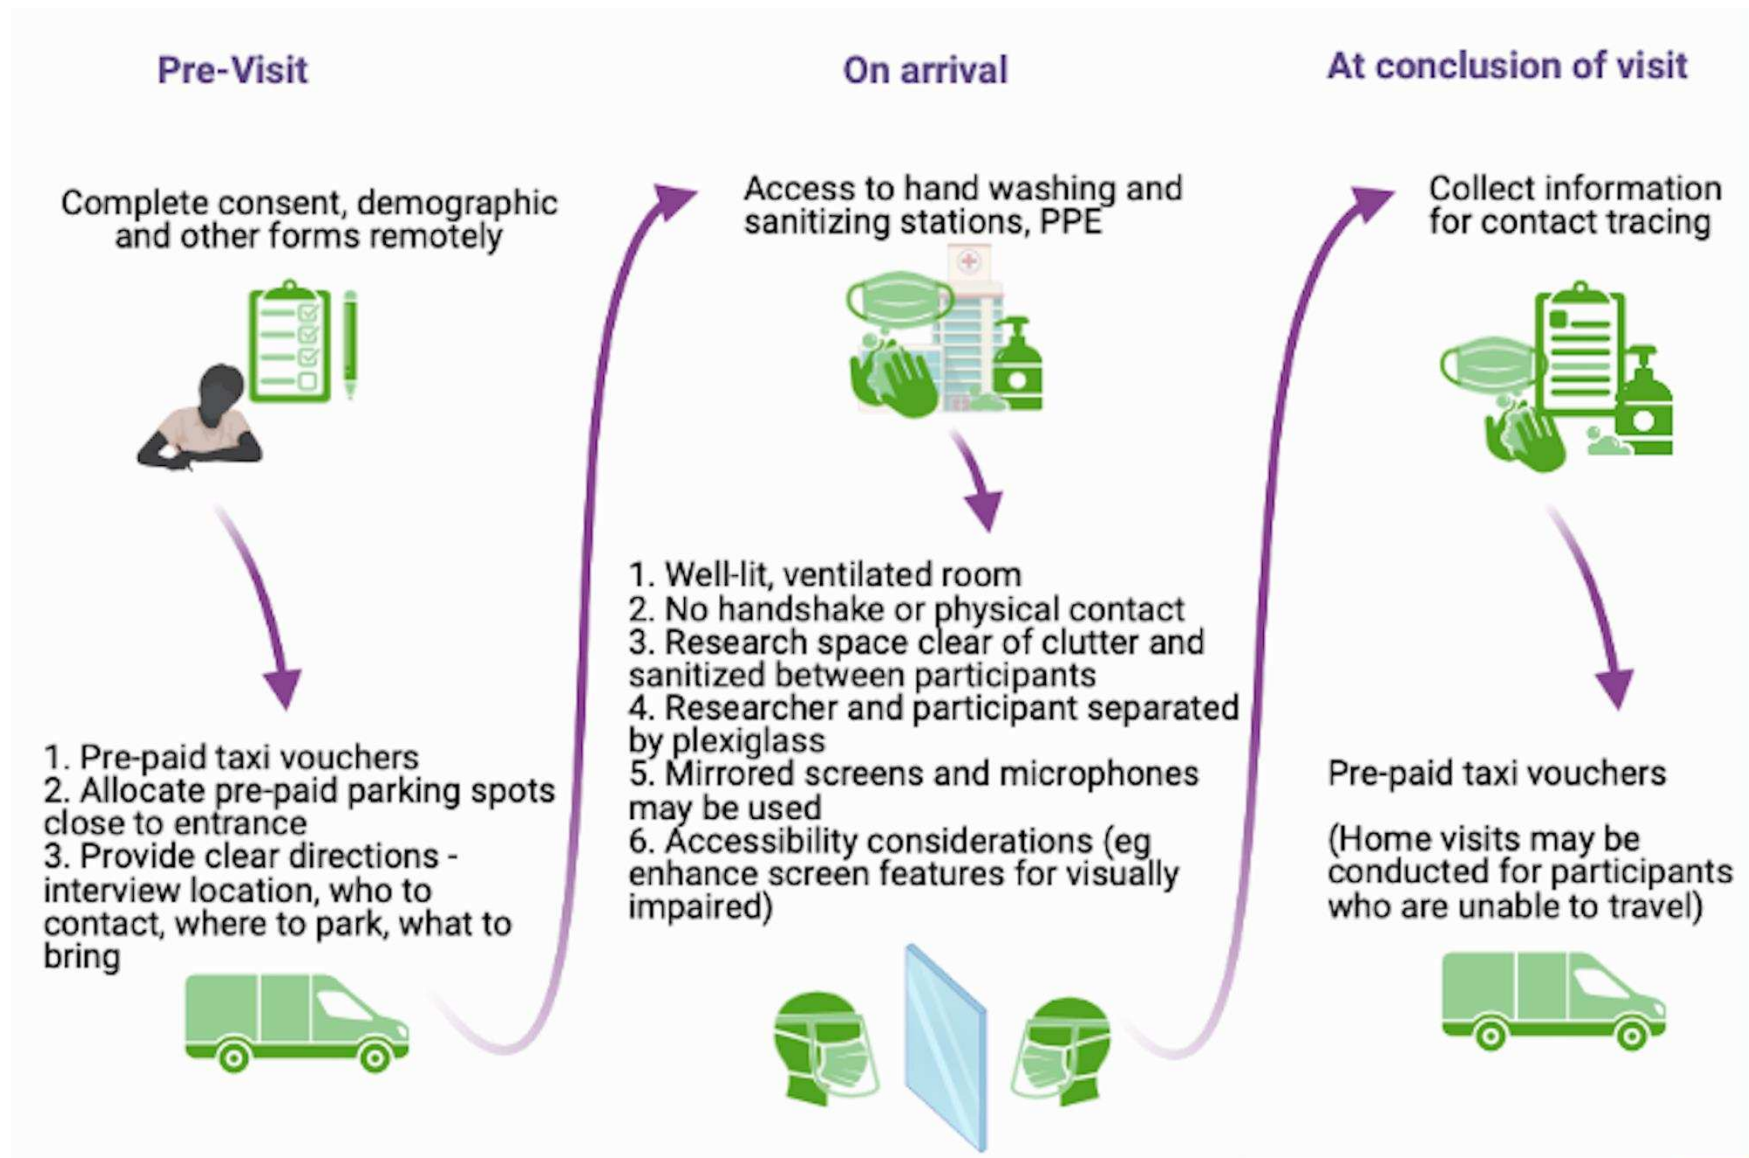 Pre-Visit
Complete consent, demographic
and other forms remotely
1. Pre-paid taxi vouchers
2. Allocate pre-paid parking spots
close to entrance
3. Provide clear directions -
interview location, who to
contact, where to park, what to
bring
On arrival
Access to hand washing and
sanitizing stations, PPE
1. Well-lit, ventilated room
2. No handshake or physical contact
3. Research space clear of clutter and
sanitized between participants
4. Researcher and participant separated
by plexiglass
5. Mirrored screens and microphones
may be used
6. Accessibility considerations (eg
enhance screen features for visually
impaired)
At conclusion of visit
Collect information
for contact tracing
Pre-paid taxi vouchers
(Home visits may be
conducted for participants
who are unable to travel)